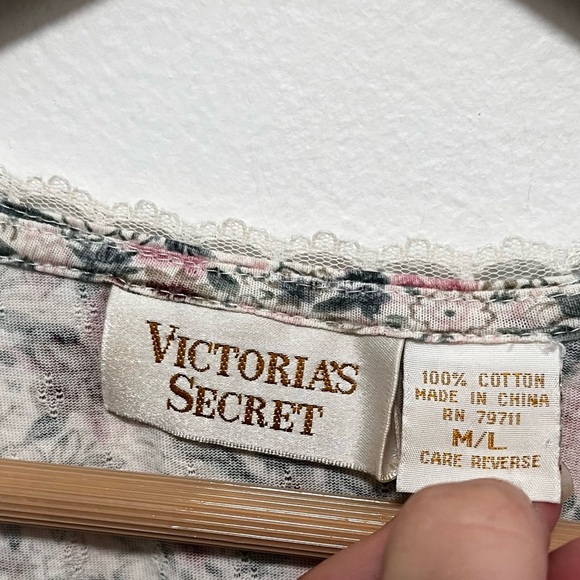 VICTORIA'S
SECRET
100% COTTON
MADE IN CHINA
RN 79711
M/L
CARE REVERSE